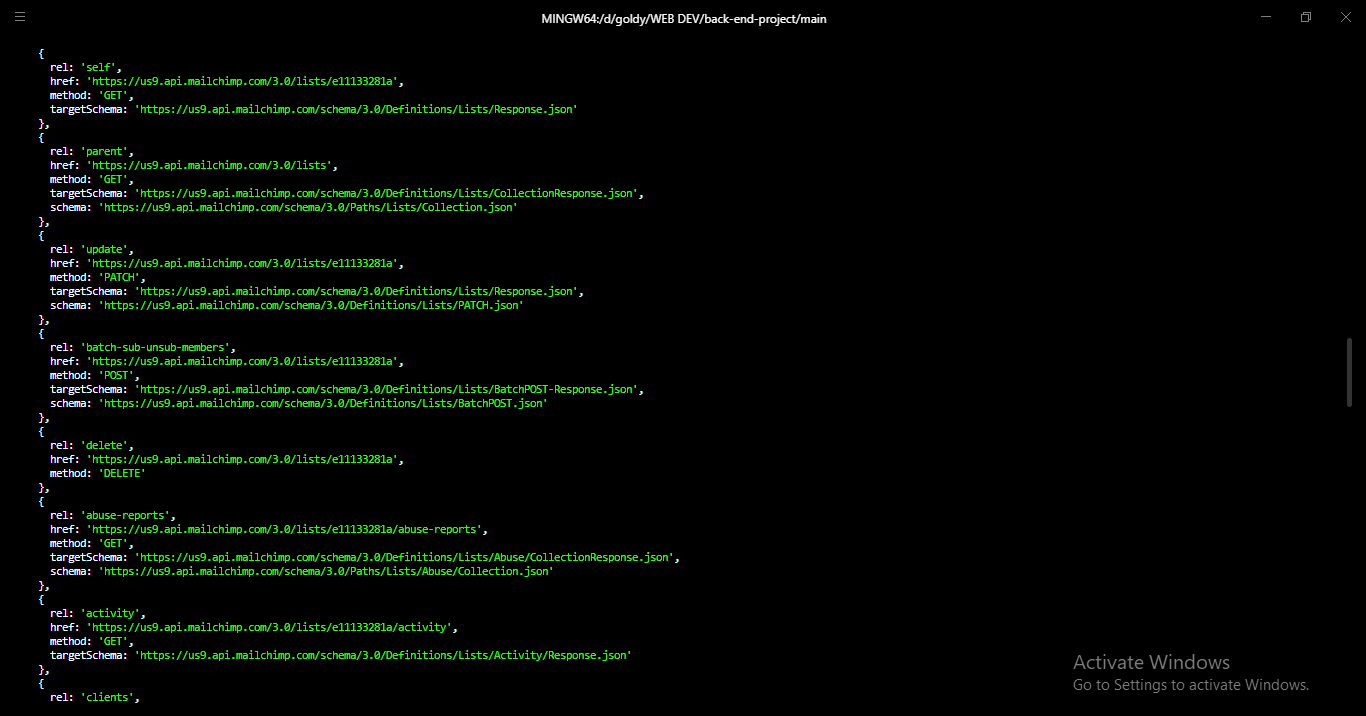 MINGW64:/d/goldy/WEB DEV/back-end-project/main
{
rel: 'self',
href: 'https://us9.api.mailchimp.com/3.0/lists/e11133281a',
method: 'GET',
targetSchema: 'https://us9.api.mailchimp.com/schema/3.0/Definitions/Lists/Response.json'
},
{
rel: 'parent',
href: 'https://us9.api.mailchimp.com/3.0/lists',
method: 'GET',
targetSchema: 'https://us9.api.mailchimp.com/schema/3.0/Definitions/Lists/CollectionResponse.json',
schema: 'https://us9.api.mailchimp.com/schema/3.0/Paths/Lists/Collection.json'
},
{
rel: 'update',
href: 'https://us9.api.mailchimp.com/3.0/lists/e11133281a',
method: 'PATCH',
targetSchema: 'https://us9.api.mailchimp.com/schema/3.0/Definitions/Lists/Response.json',
schema: 'https://us9.api.mailchimp.com/schema/3.0/Definitions/Lists/PATCH.json'
},
{
rel: 'batch-sub-unsub-members',
href: 'https://us9.api.mailchimp.com/3.0/lists/e11133281a',
method: 'POST',
targetSchema: 'https://us9.api.mailchimp.com/schema/3.0/Definitions/Lists/BatchPOST-Response.json',
schema: 'https://us9.api.mailchimp.com/schema/3.0/Definitions/Lists/BatchPOST.json'
},
{
rel: 'delete',
href: 'https://us9.api.mailchimp.com/3.0/lists/e11133281a',
method: 'DELETE'
},
{
rel: 'abuse-reports',
href: 'https://us9.api.mailchimp.com/3.0/lists/e11133281a/abuse-reports',
method: 'GET',
targetSchema: 'https://us9.api.mailchimp.com/schema/3.0/Definitions/Lists/Abuse/CollectionResponse.json',
schema: 'https://us9.api.mailchimp.com/schema/3.0/Paths/Lists/Abuse/Collection.json'
},
{
rel: 'activity',
href: 'https://us9.api.mailchimp.com/3.0/lists/e11133281a/activity',
method: 'GET',
targetSchema: 'https://us9.api.mailchimp.com/schema/3.0/Definitions/Lists/Activity/Response.json'
},
{
rel: 'clients',
Activate Windows
Go to Settings to activate Windows.